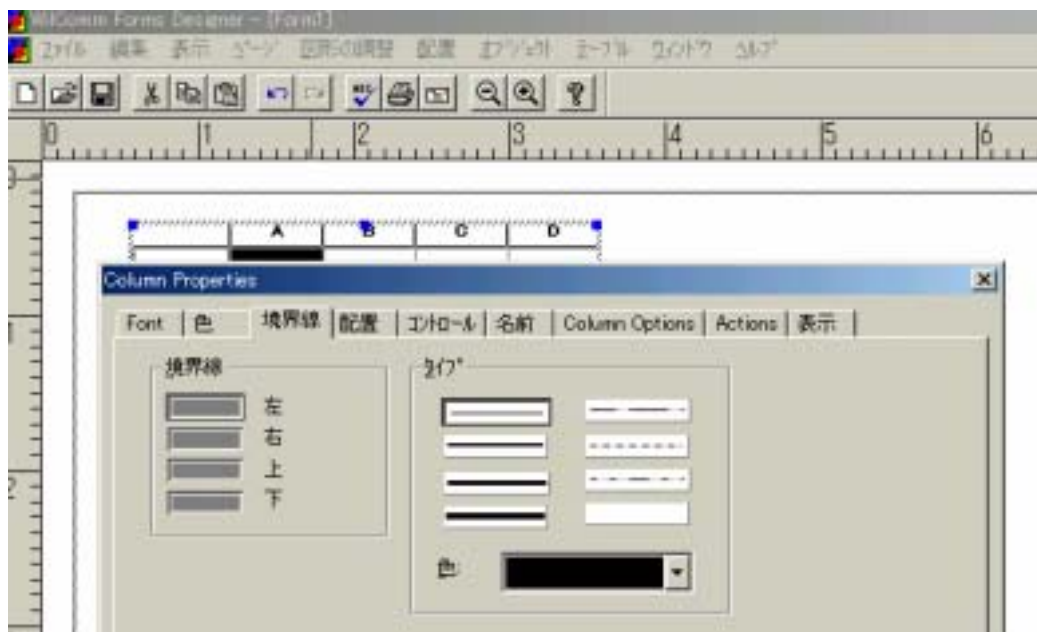 WillComm Forms Designer - [Form1]
ﾌｧｲﾙ 編集 表示 ﾍﾟｰｼﾞ 図形の調整 配置 ｵﾌﾞｼﾞｪｸﾄ ﾃｰﾌﾞﾙ ｳｨﾝﾄﾞｳ ﾍﾙﾌﾟ
ABC
0 1 2 3 4 5 6
A B C D
Column Properties
Font 色 境界線 配置 ｺﾝﾄﾛｰﾙ 名前 Column Options Actions 表示
境界線 ﾀｲﾌﾟ
左
右
上
下
色:
1
2